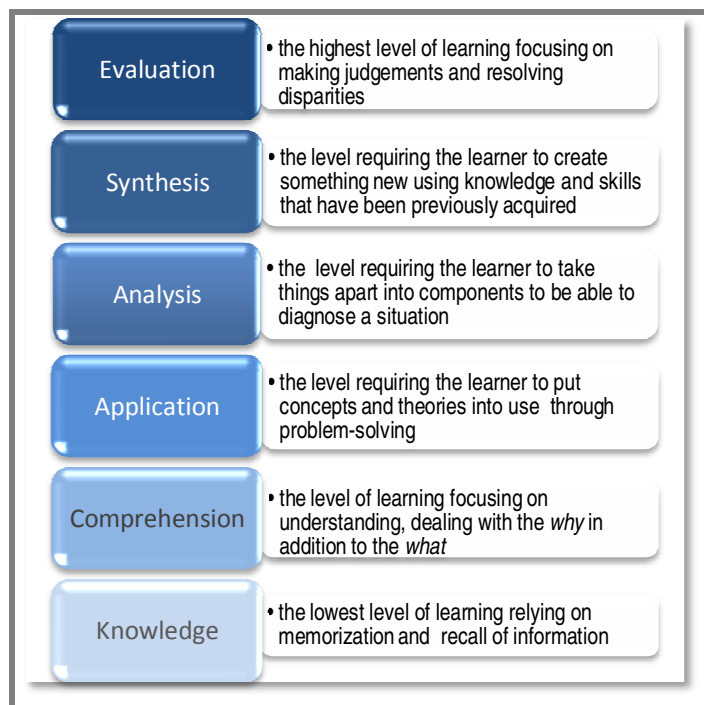 Evaluation
• the highest level of learning focusing on
making judgements and resolving
disparities
Synthesis
• the level requiring the learner to create
something new using knowledge and skills
that have been previously acquired
Analysis
• the level requiring the learner to take
things apart into components to be able to
diagnose a situation
Application
• the level requiring the learner to put
concepts and theories into use through
problem-solving
Comprehension
• the level of learning focusing on
understanding, dealing with the why in
addition to the what
Knowledge
• the lowest level of learning relying on
memorization and recall of information